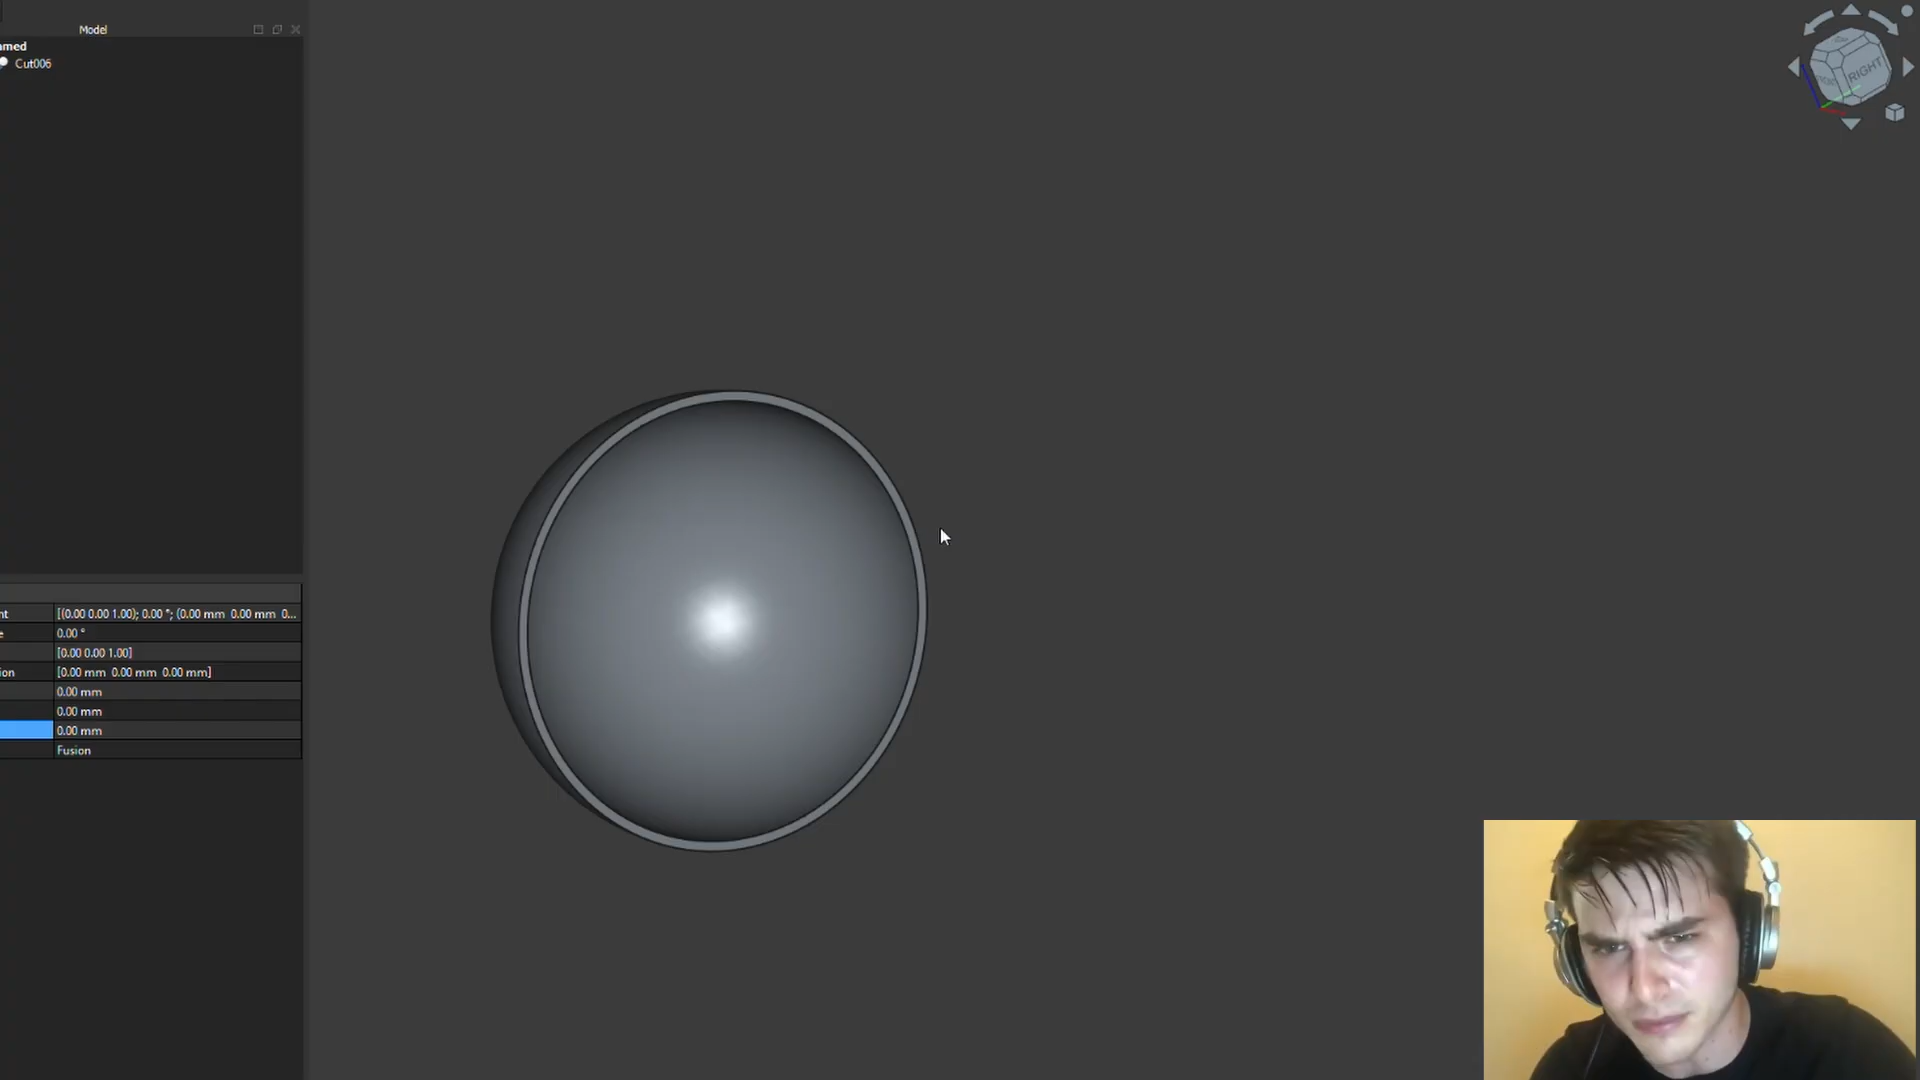 Model
amed
Cut006
nt [(0.00 0.00 1.00); 0.00 °; (0.00 mm 0.00 mm 0...
e 0.00 °
[0.00 0.00 1.00]
ion [0.00 mm 0.00 mm 0.00 mm]
0.00 mm
0.00 mm
0.00 mm
Fusion
RIGHT